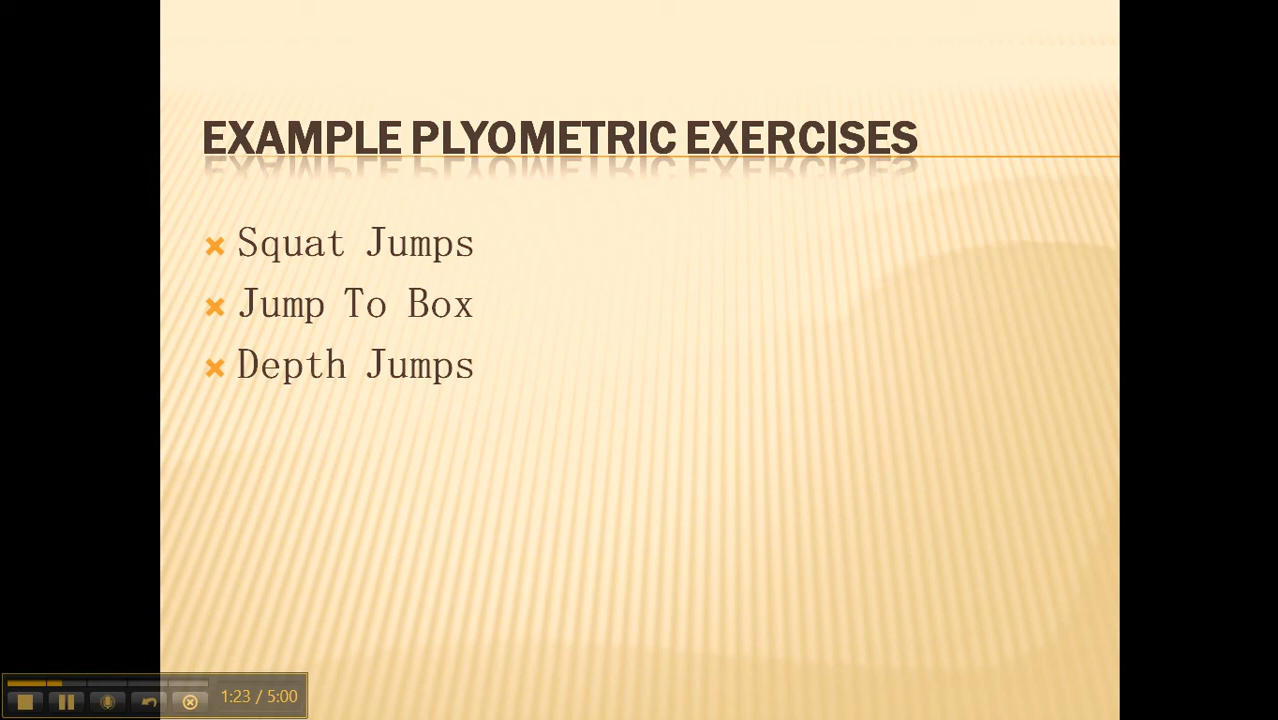 EXAMPLE PLYOMETRIC EXERCISES
Squat Jumps
Jump To Box
Depth Jumps
1:23 / 5:00